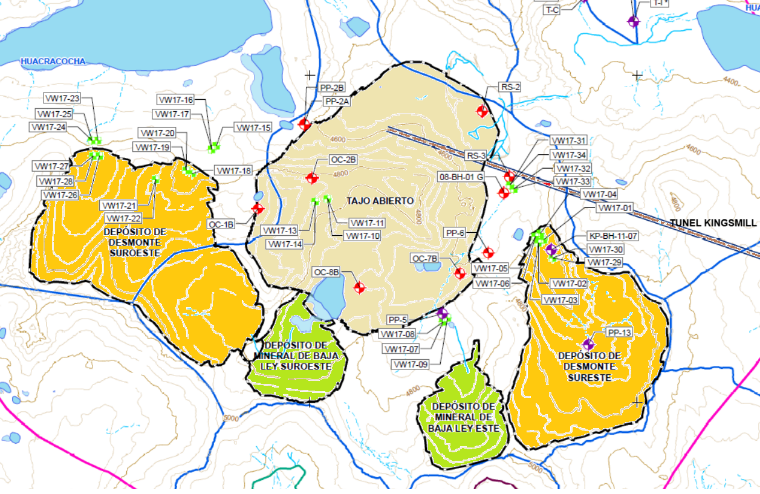 T-C
HUACRACOCHA
VW17-23
VW17-25
VW17-24
VW17-16
VW17-17
VW17-15
VW17-20
VW17-19
VW17-18
VW17-27
VW17-28
VW17-26
VW17-21
VW17-22
DEPÓSITO DE
DESMONTE
SUROESTE
PP-2B
PP-2A
RS-2
4400
4600
4800
OC-2B
TAJO ABIERTO
OC-1B
VW17-13
VW17-14
VW17-11
VW17-10
4600
RS-3
08-BH-01 G
VW17-31
VW17-34
VW17-32
VW17-33
VW17-04
VW17-01
TUNEL KINGSMILL
PP-6
OC-7B
OC-8B
KP-BH-11-07
VW17-30
VW17-29
VW17-05
VW17-06
VW17-02
VW17-03
4800
PP-5
VW17-08
VW17-07
VW17-09
PP-13
DEPÓSITO DE
MINERAL DE BAJA
LEY SUROESTE
DEPÓSITO DE
DESMONTE
SURESTE
DEPÓSITO DE
MINERAL DE
BAJA LEY ESTE
5000
5000
4800